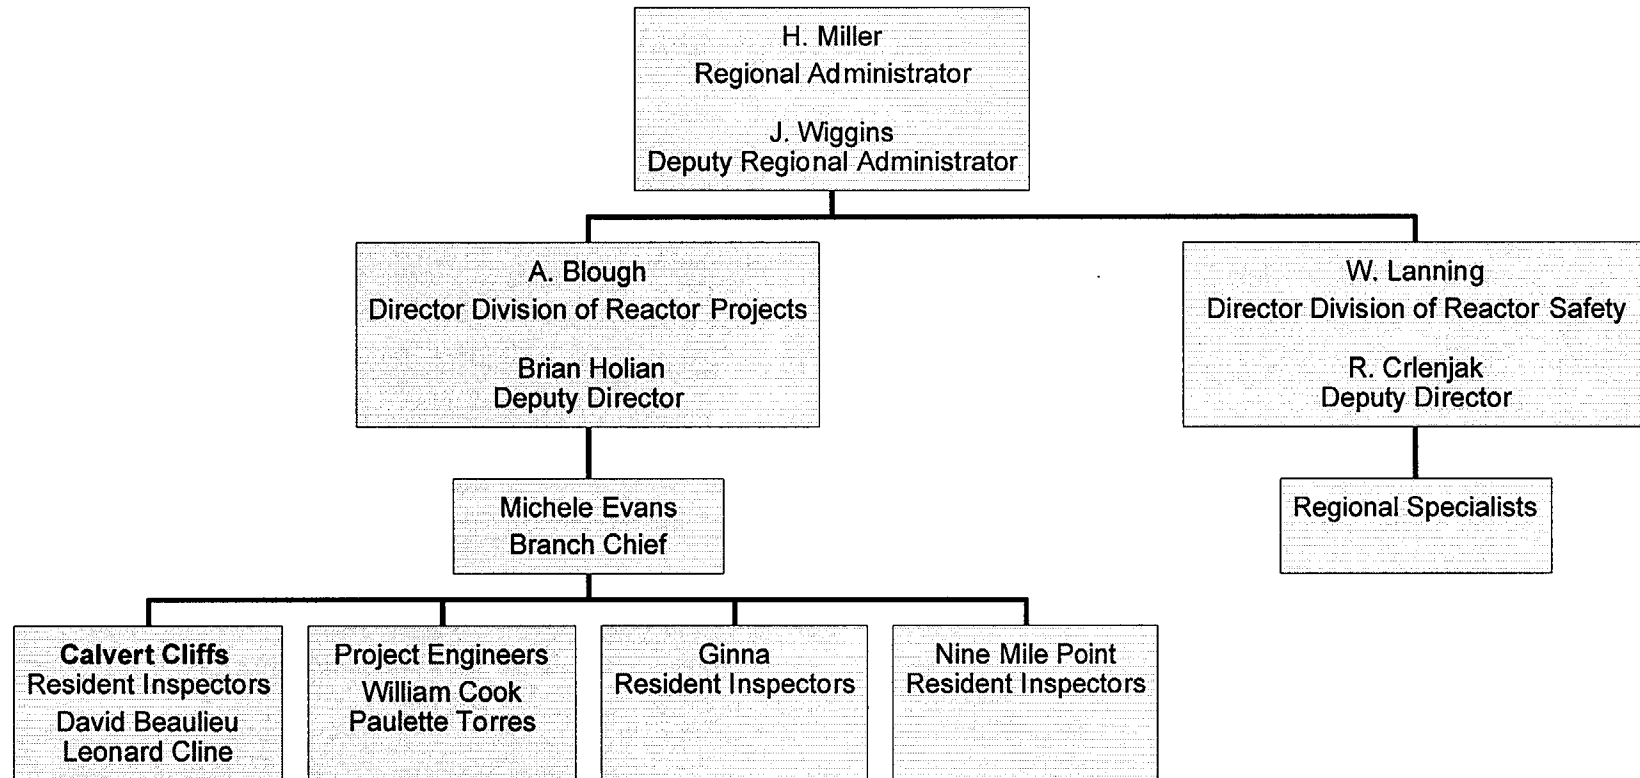 H. Miller
Regional Administrator
J. Wiggins
Deputy Regional Administrator
A. Blough
Director Division of Reactor Projects
Brian Holian
Deputy Director
W. Lanning
Director Division of Reactor Safety
R. Crlenjak
Deputy Director
Michele Evans
Branch Chief
Regional Specialists
Calvert Cliffs
Resident Inspectors
David Beaulieu
Leonard Cline
Project Engineers
William Cook
Paulette Torres
Ginna
Resident Inspectors
Nine Mile Point
Resident Inspectors